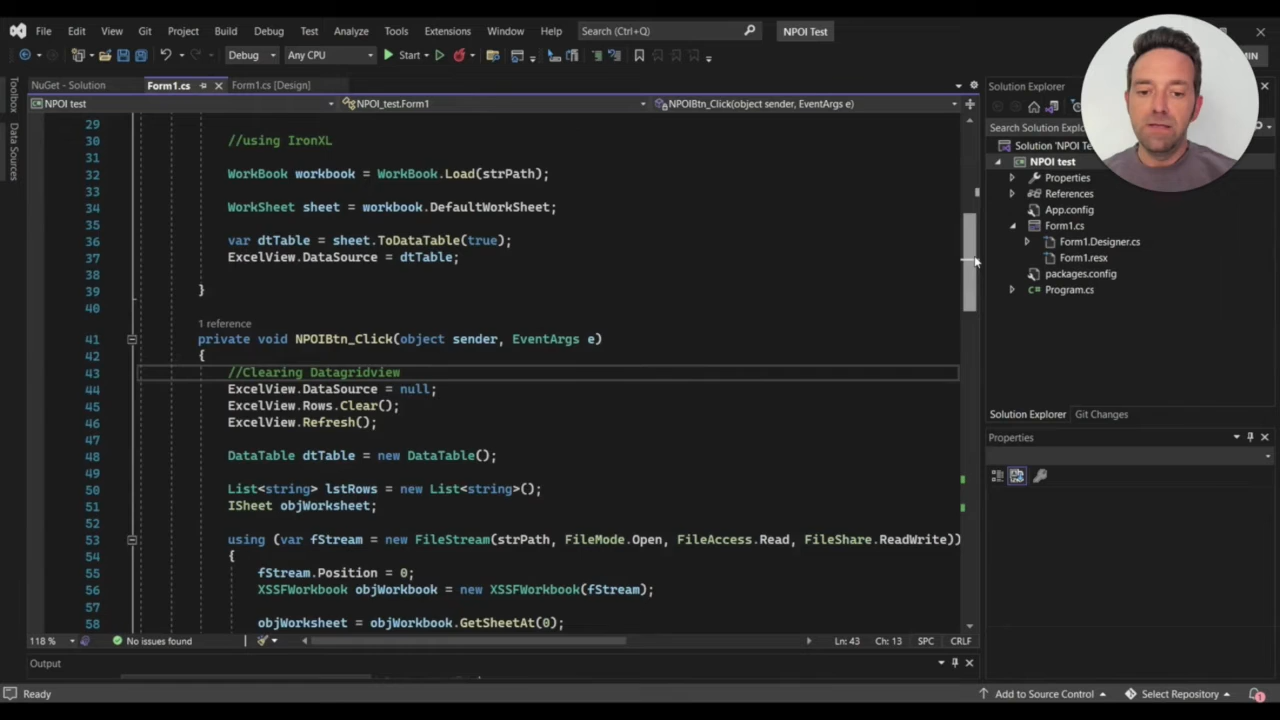 File Edit View Git Project Build Debug Test Analyze Tools Extensions Window Help Search (Ctrl+Q) NPOI Test
Debug Any CPU Start
NuGet - Solution Form1.cs Form1.cs [Design]
NPOI test NPOI_test.Form1 NPOIBtn_Click(object sender, EventArgs e)
Toolbox
Data Sources
29
30 //using IronXL
31
32 WorkBook workbook = WorkBook.Load(strPath);
33
34 WorkSheet sheet = workbook.DefaultWorkSheet;
35
36 var dtTable = sheet.ToDataTable(true);
37 ExcelView.DataSource = dtTable;
38
39 }
40
1 reference
41 private void NPOIBtn_Click(object sender, EventArgs e)
42 {
43 //Clearing Datagridview
44 ExcelView.DataSource = null;
45 ExcelView.Rows.Clear();
46 ExcelView.Refresh();
47
48 DataTable dtTable = new DataTable();
49
50 List<string> lstRows = new List<string>();
51 ISheet objWorksheet;
52
53 using (var fStream = new FileStream(strPath, FileMode.Open, FileAccess.Read, FileShare.ReadWrite))
54 {
55 fStream.Position = 0;
56 XSSFWorkbook objWorkbook = new XSSFWorkbook(fStream);
57
58 objWorksheet = objWorkbook.GetSheetAt(0);
118 % No issues found Ln: 43 Ch: 13 SPC CRLF
Output
Solution Explorer
Search Solution
Solution 'NPOI
NPOI test
Properties
References
App.config
Form1.cs
Form1.Designer.cs
Form1.resx
packages.config
C# Program.cs
Solution Explorer Git Changes
Properties
Ready Add to Source Control Select Repository 1